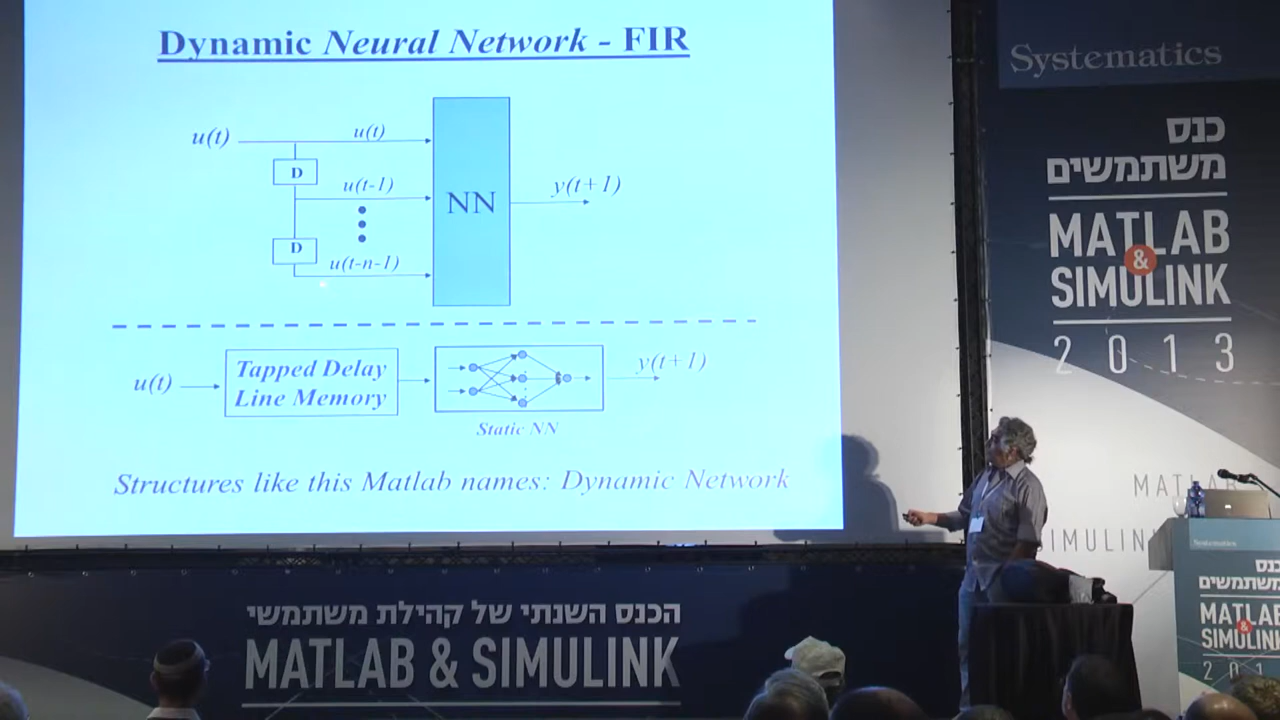 Dynamic Neural Network - FIR
u(t)
u(t)
D
u(t-1)
NN
y(t+1)
D
u(t-n-1)
u(t)
Tapped Delay
Line Memory
y(t+1)
Static NN
Structures like this Matlab names: Dynamic Network
Systematics
כנס
משתמשים
MATLAB
&
SIMULINK
2013
MATLAB
SIMULINK
Systematics
כנס
משתמשים
MATLAB
&
SIMULINK
201
הכנס השנתי של קהילת משתמשי
MATLAB & SIMULINK